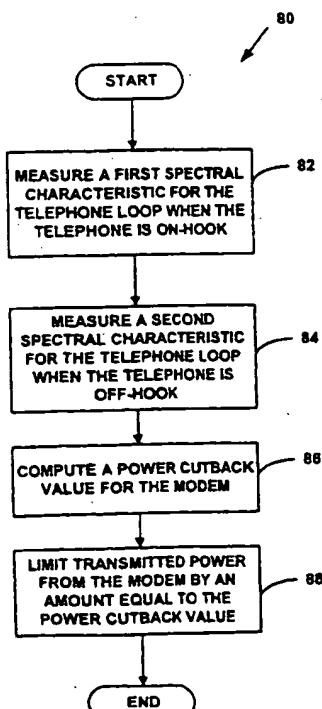 80
START
MEASURE A FIRST SPECTRAL
CHARACTERISTIC FOR THE
TELEPHONE LOOP WHEN THE
TELEPHONE IS ON-HOOK
82
MEASURE A SECOND
SPECTRAL CHARACTERISTIC
FOR THE TELEPHONE LOOP
WHEN THE TELEPHONE IS
OFF-HOOK
84
COMPUTE A POWER CUTBACK
VALUE FOR THE MODEM
86
LIMIT TRANSMITTED POWER
FROM THE MODEM BY AN
AMOUNT EQUAL TO THE
POWER CUTBACK VALUE
88
END